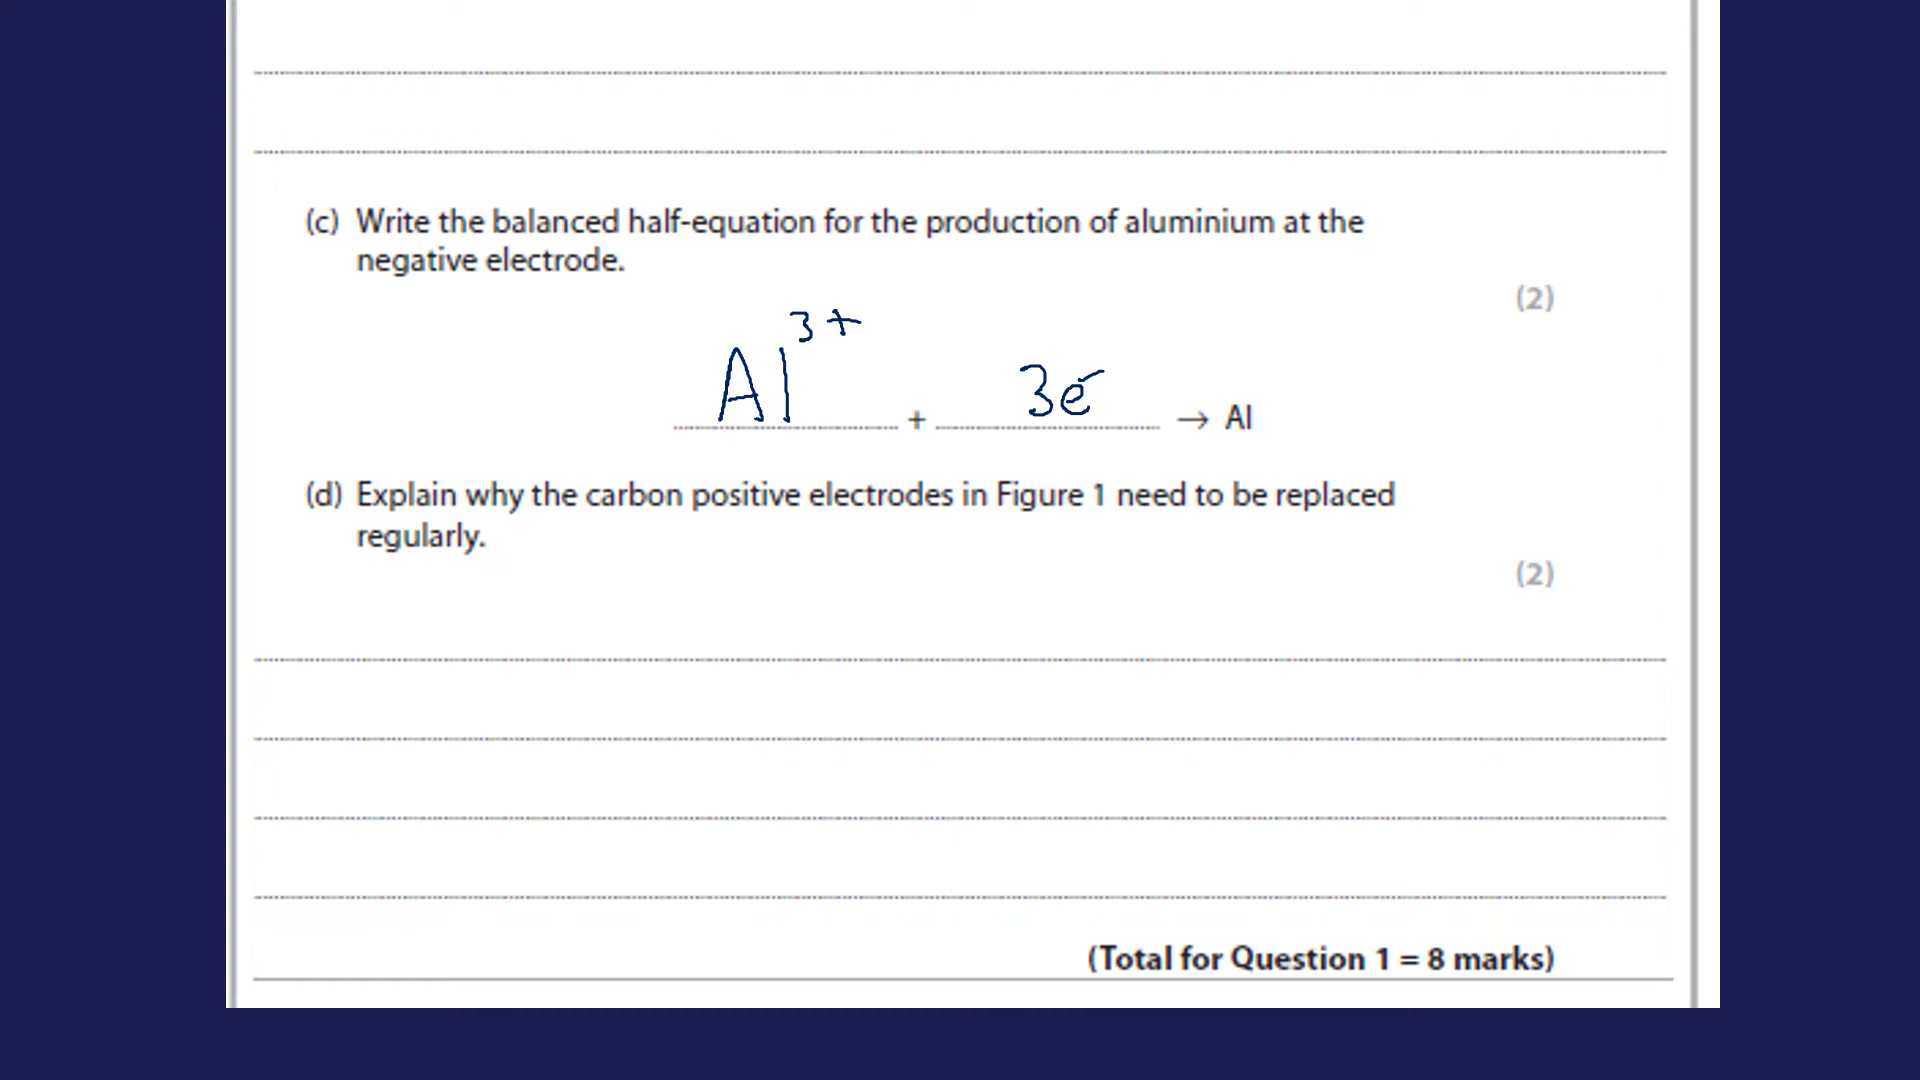 (c) Write the balanced half-equation for the production of aluminium at the
negative electrode.
(2)
Al³⁺ + 3e⁻ → Al
(d) Explain why the carbon positive electrodes in Figure 1 need to be replaced
regularly.
(2)
(Total for Question 1 = 8 marks)